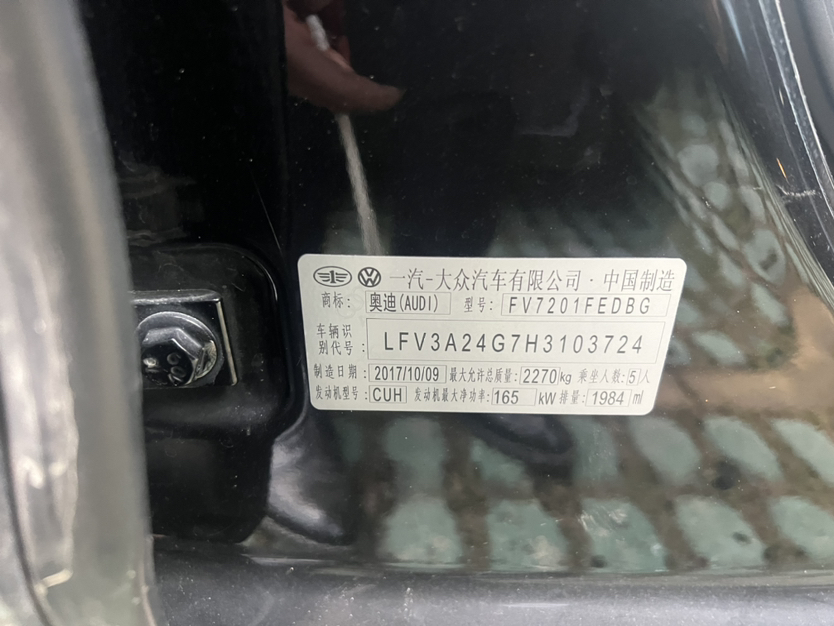 一汽-大众汽车有限公司·中国制造
商标: 奥迪(AUDI) 型号: FV7201FEDBG
车辆识别代号: LFV3A24G7H3103724
制造日期: 2017/10/09 最大允许总质量: 2270kg 乘坐人数: 5人
发动机型号: CUH 发动机最大净功率: 165 kW 排量: 1984 ml